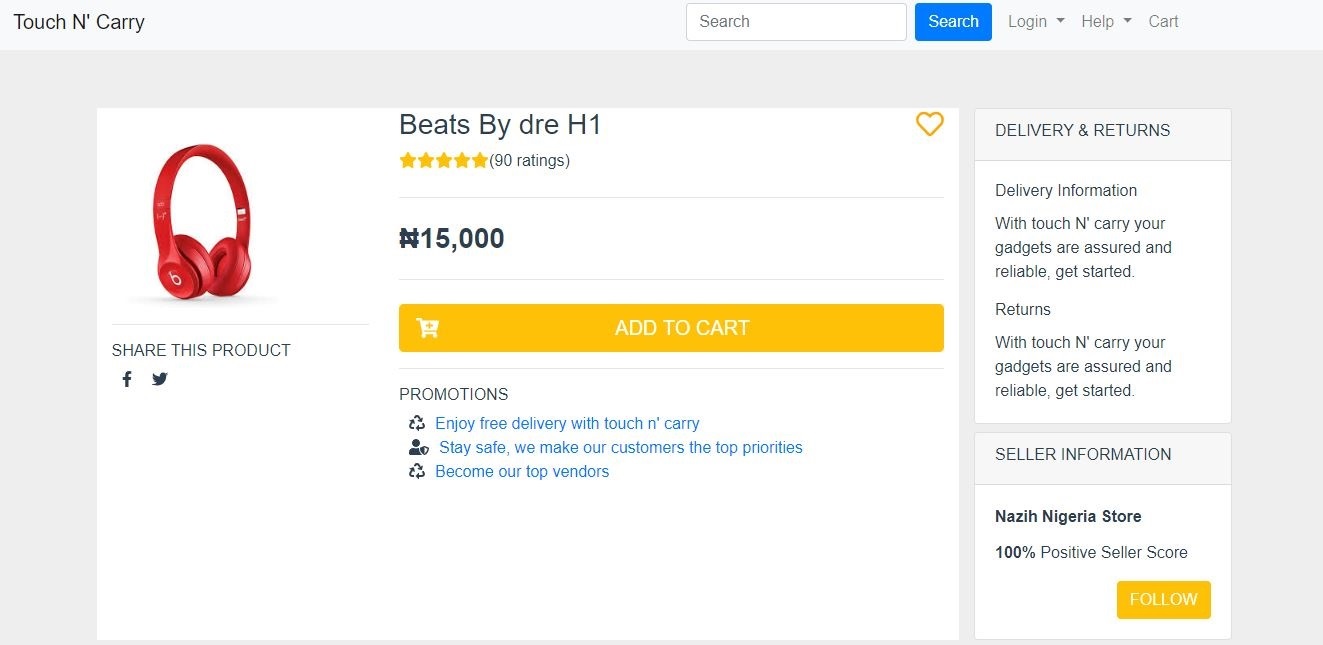 Touch N' Carry
Search
Search
Login
Help
Cart
Beats By dre H1
(90 ratings)
₦15,000
ADD TO CART
SHARE THIS PRODUCT
PROMOTIONS
Enjoy free delivery with touch n' carry
Stay safe, we make our customers the top priorities
Become our top vendors
DELIVERY & RETURNS
Delivery Information
With touch N' carry your
gadgets are assured and
reliable, get started.
Returns
With touch N' carry your
gadgets are assured and
reliable, get started.
SELLER INFORMATION
Nazih Nigeria Store
100% Positive Seller Score
FOLLOW